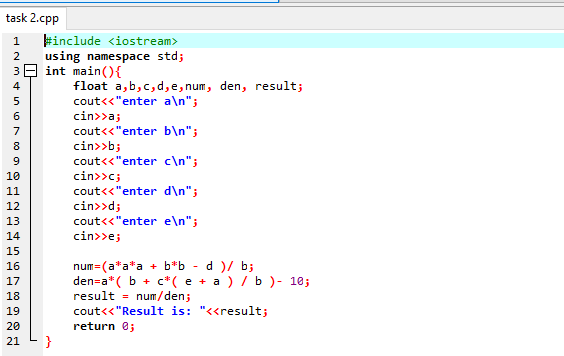 task 2.cpp
1 #include <iostream>
2 using namespace std;
3 int main(){
4 float a,b,c,d,e,num, den, result;
5 cout<<"enter a\n";
6 cin>>a;
7 cout<<"enter b\n";
8 cin>>b;
9 cout<<"enter c\n";
10 cin>>c;
11 cout<<"enter d\n";
12 cin>>d;
13 cout<<"enter e\n";
14 cin>>e;
15
16 num=(a*a*a + b*b - d )/ b;
17 den=a*( b + c*( e + a ) / b )- 10;
18 result = num/den;
19 cout<<"Result is: "<<result;
20 return 0;
21 }